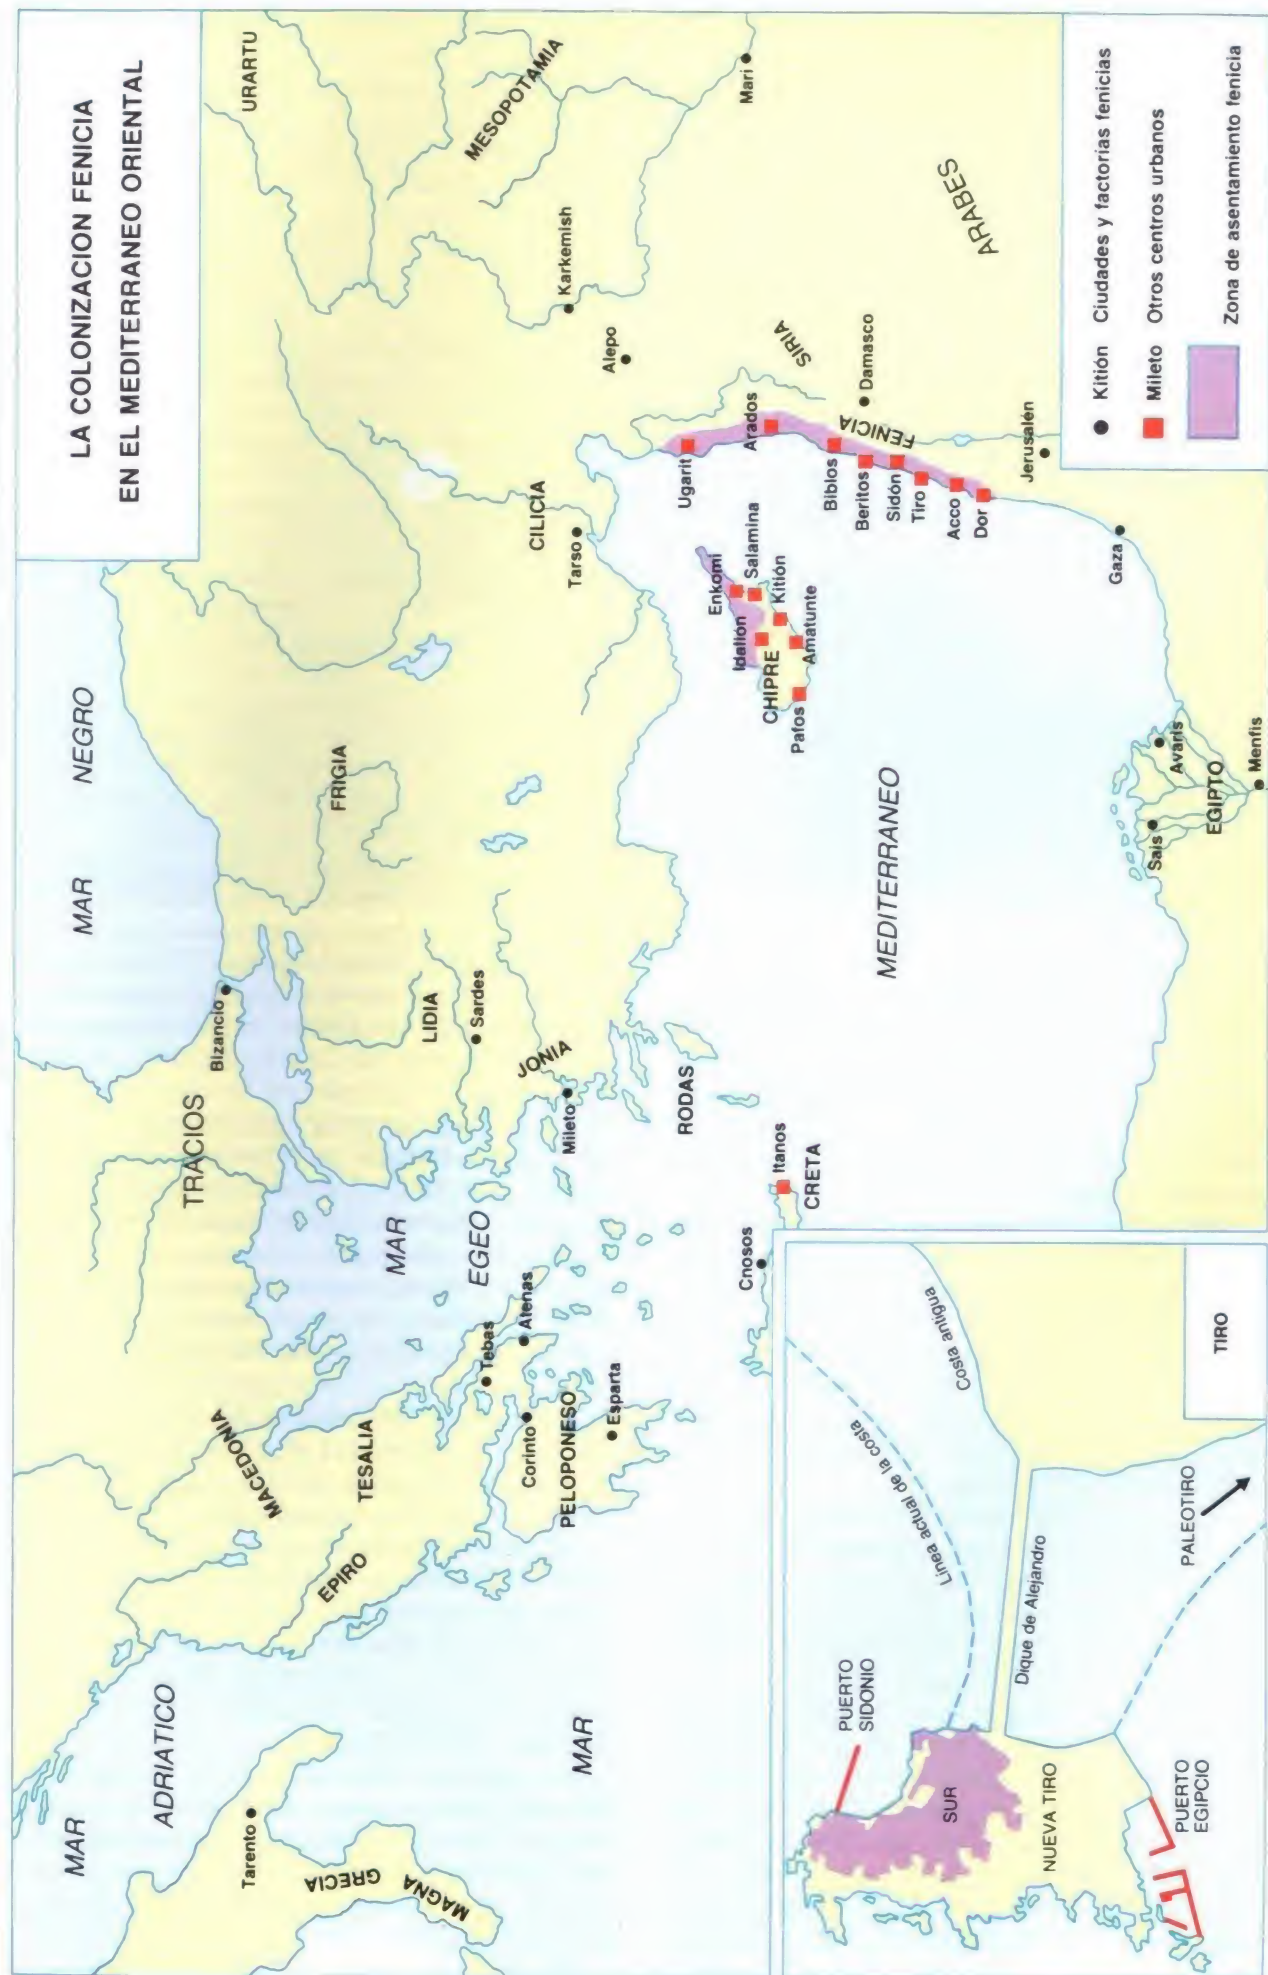 LA COLONIZACION FENICIA
EN EL MEDITERRANEO ORIENTAL
MAR NEGRO
URARTU
MESOPOTAMIA
Mari
Karkemish
Alepo
ARABES
SIRIA
Damasco
FENICIA
Ugarit
Arados
Biblos
Beritos
Sidón
Tiro
Acco
Dor
Jerusalén
Gaza
CILICIA
Tarso
Enkomi
Salamina
Kitión
Idalión
Amatunte
CHIPRE
Pafos
FRIGIA
Bizancio
TRACIOS
LIDIA
Sardes
JONIA
Mileto
RODAS
MAR
EGEO
MEDITERRANEO
Avaris
Sais
EGIPTO
Menfis
Itanos
CRETA
Cnosos
Atenas
Tebas
Corinto
PELOPONESO
Esparta
MACEDONIA
TESALIA
EPIRO
MAR
ADRIATICO
Tarento
MAGNA
GRECIA
MAR
Kitión Ciudades y factorías fenicias
Mileto Otros centros urbanos
Zona de asentamiento fenicia
TIRO
Costa antigua
Línea actual de la costa
Dique de Alejandro
PALEOTIRO
PUERTO
SIDONIO
SUR
NUEVA TIRO
PUERTO
EGIPCIO